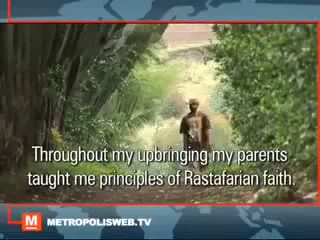 Throughout my upbringing my parents
taught me principles of Rastafarian faith.
M METROPOLISWEB.TV